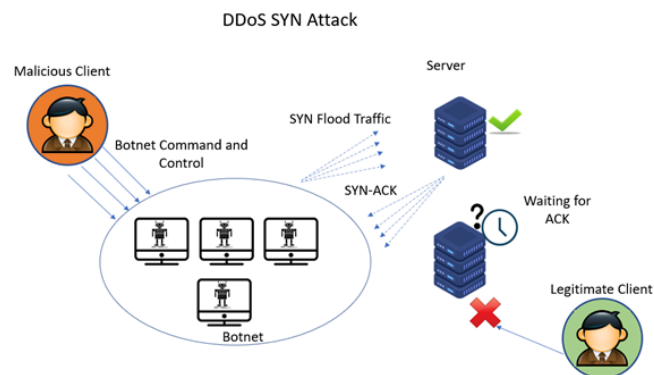 DDoS SYN Attack
Malicious Client
Server
Botnet Command and
Control
SYN Flood Traffic
SYN-ACK
Waiting for
ACK
?
Legitimate Client
Botnet